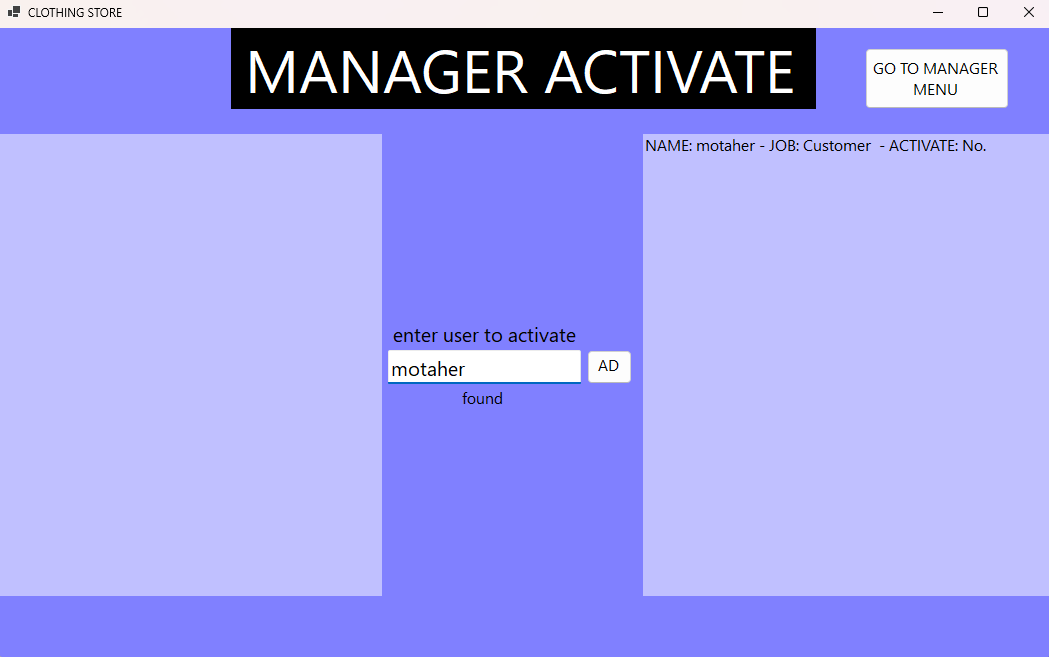 CLOTHING STORE
MANAGER ACTIVATE
GO TO MANAGER
MENU
NAME: motaher - JOB: Customer  - ACTIVATE: No.
enter user to activate
motaher
AD
found